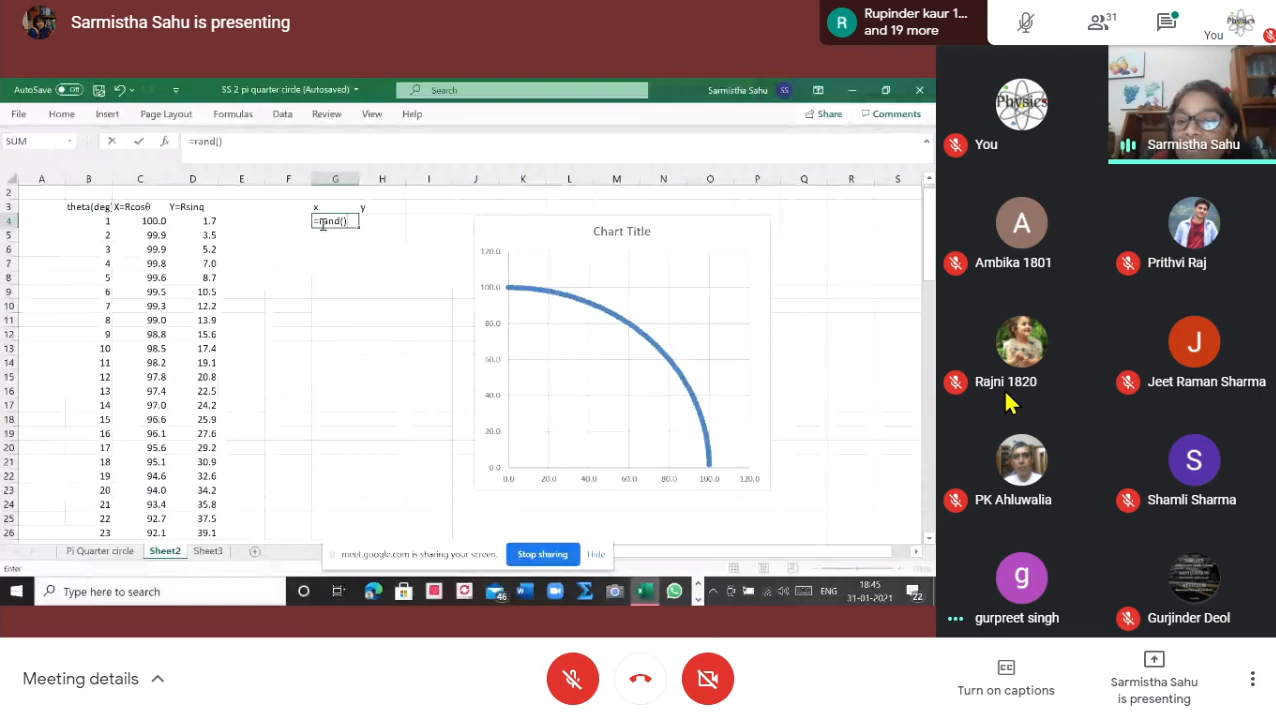 Sarmistha Sahu is presenting
R
Rupinder kaur 1...
and 19 more
31
You
AutoSave Off
SS 2 pi quarter circle (Autosaved)
Search
Sarmistha Sahu SS
File Home Insert Page Layout Formulas Data Review View Help
Share Comments
SUM fx =rand()
A B C D E F G H I J K L M N O P Q R S
2
3 theta(deg X=Rcosθ Y=Rsinq x y
4 1 100.0 1.7 =rand()
5 2 99.9 3.5
6 3 99.9 5.2
7 4 99.8 7.0
8 5 99.6 8.7
9 6 99.5 10.5
10 7 99.3 12.2
11 8 99.0 13.9
12 9 98.8 15.6
13 10 98.5 17.4
14 11 98.2 19.1
15 12 97.8 20.8
16 13 97.4 22.5
17 14 97.0 24.2
18 15 96.6 25.9
19 16 96.1 27.6
20 17 95.6 29.2
21 18 95.1 30.9
22 19 94.6 32.6
23 20 94.0 34.2
24 21 93.4 35.8
25 22 92.7 37.5
26 23 92.1 39.1
Chart Title
120.0
100.0
80.0
60.0
40.0
20.0
0.0
0.0 20.0 40.0 60.0 80.0 100.0 120.0
Pi Quarter circle Sheet2 Sheet3
meet.google.com is sharing your screen. Stop sharing Hide
Enter
Type here to search
46
ENG
18:45
31-01-2021
22
Physics
You
Sarmistha Sahu
A
Ambika 1801
Prithvi Raj
Rajni 1820
J
Jeet Raman Sharma
PK Ahluwalia
S
Shamli Sharma
g
gurpreet singh
Gurjinder Deol
Meeting details
CC
Turn on captions
Sarmistha Sahu
is presenting